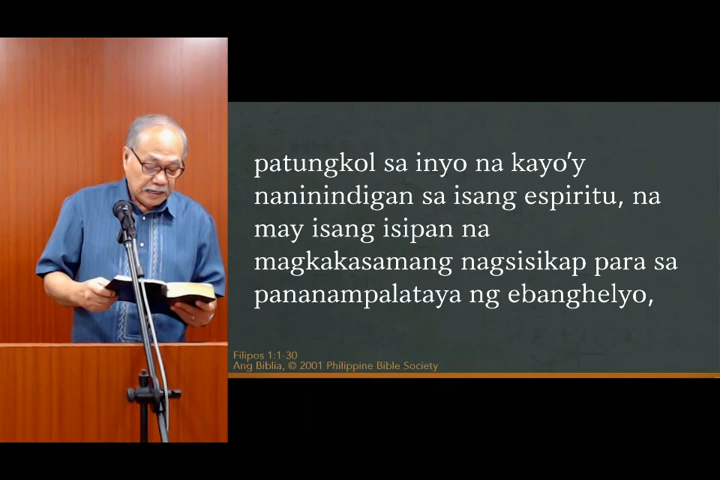 patungkol sa inyo na kayo’y
naninindigan sa isang espiritu, na
may isang isipan na
magkakasamang nagsisikap para sa
pananampalataya ng ebanghelyo,
Filipos 1:1-30
Ang Biblia, © 2001 Philippine Bible Society